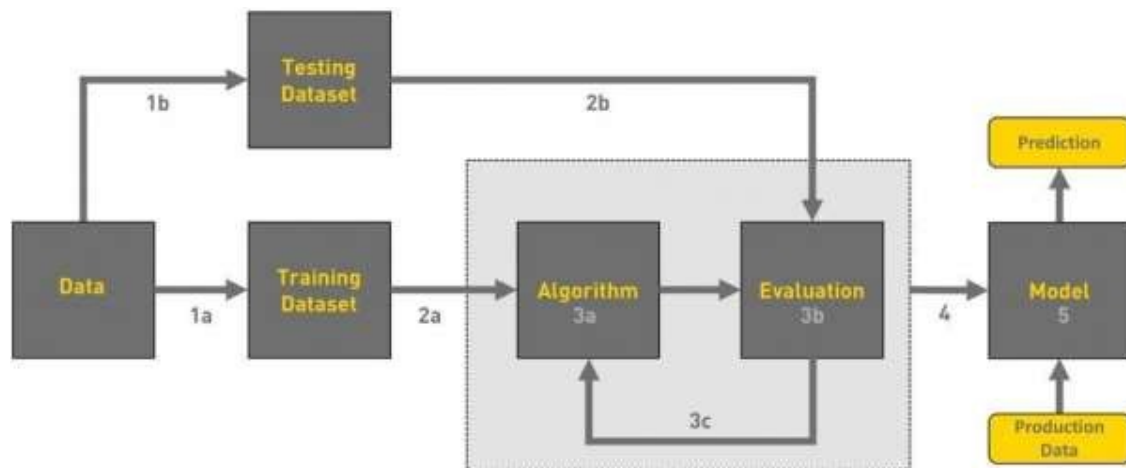 Testing
Dataset
1b
2b
Prediction
Data
Training
Dataset
Algorithm
3a
Evaluation
3b
Model
5
1a
2a
4
3c
Production
Data